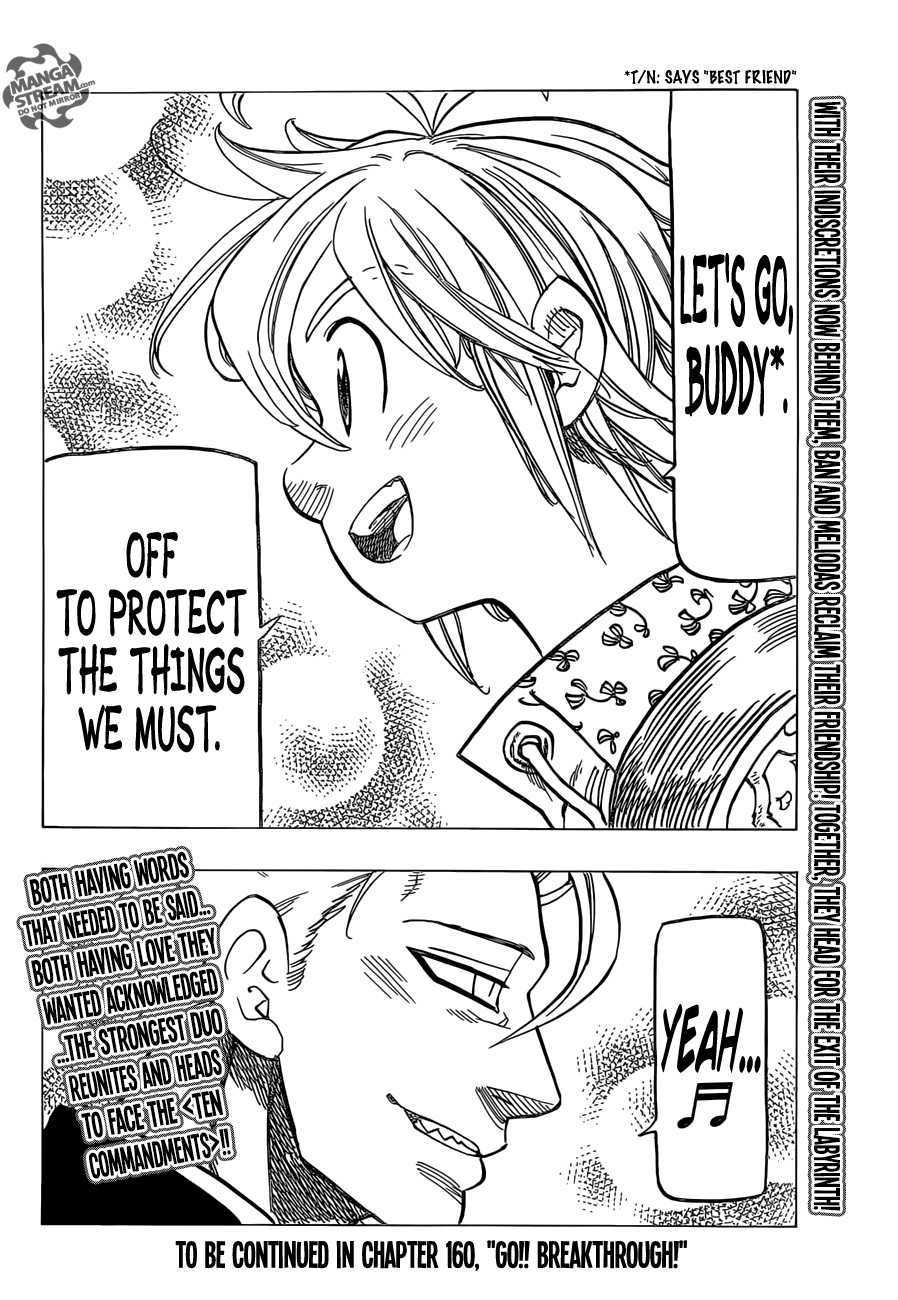 MANGA
STREAM.COM
DO NOT MIRROR
*T/N: SAYS "BEST FRIEND"
WITH THEIR INDISCRETIONS NOW BEHIND THEM, BAN AND MELIODAS RECLAIM THEIR FRIENDSHIP! TOGETHER, THEY HEAD FOR THE EXIT OF THE LABYRINTH!
LET'S GO,
BUDDY*.
OFF
TO PROTECT
THE THINGS
WE MUST.
YEAH...
BOTH HAVING WORDS
THAT NEEDED TO BE SAID...
BOTH HAVING LOVE THEY
WANTED ACKNOWLEDGED
...THE STRONGEST DUO
REUNITES AND HEADS
TO FACE THE <TEN
COMMANDMENTS>!!
TO BE CONTINUED IN CHAPTER 160, "GO!! BREAKTHROUGH!"